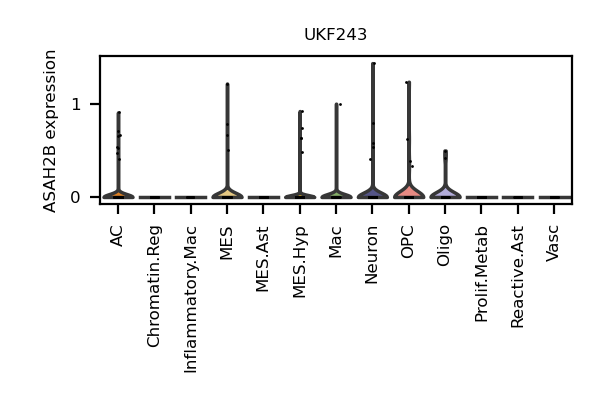 UKF243
ASAH2B expression
1
0
AC
Chromatin.Reg
Inflammatory.Mac
MES
MES.Ast
MES.Hyp
Mac
Neuron
OPC
Oligo
Prolif.Metab
Reactive.Ast
Vasc